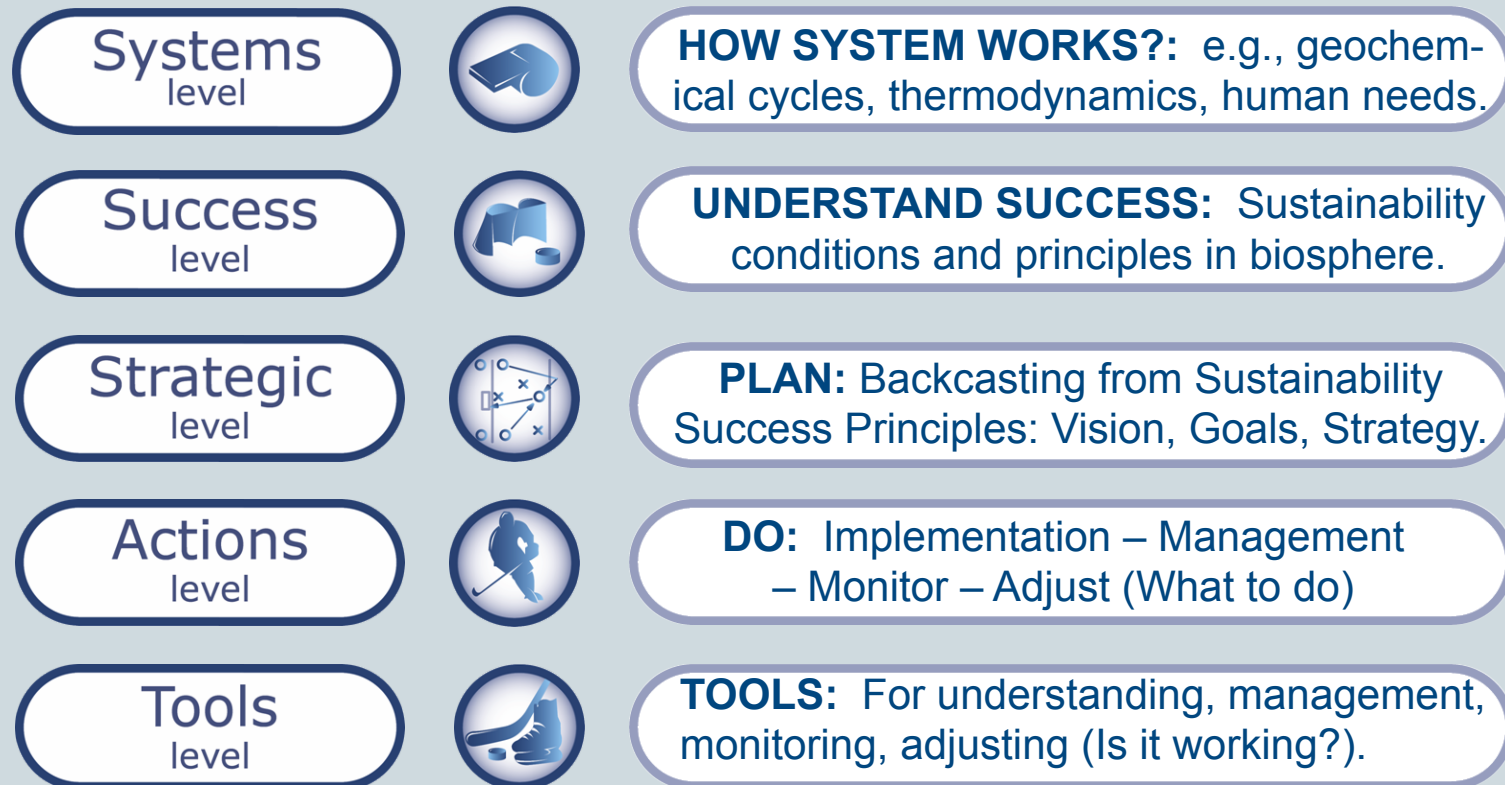 Systems
level
HOW SYSTEM WORKS?: e.g., geochem-
ical cycles, thermodynamics, human needs.
Success
level
UNDERSTAND SUCCESS: Sustainability
conditions and principles in biosphere.
Strategic
level
PLAN: Backcasting from Sustainability
Success Principles: Vision, Goals, Strategy.
Actions
level
DO: Implementation – Management
– Monitor – Adjust (What to do)
Tools
level
TOOLS: For understanding, management,
monitoring, adjusting (Is it working?).